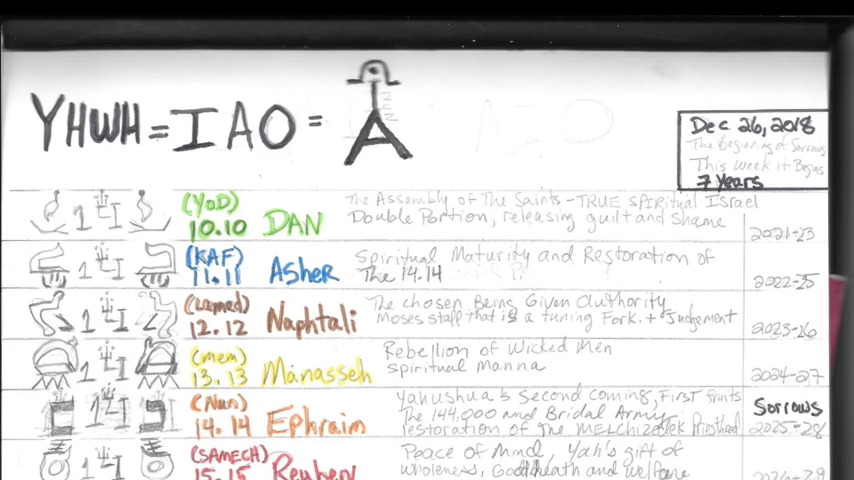 YHWH = IAO = A
Dec 26, 2018
The Beginning of Sorrows
This week it Begins
7 Years
(YOD)
10.10 DAN
The Assembly of The Saints - TRUE SPIRITUAL Israel
Double Portion, releasing guilt and shame
2021-23
(KAF)
11.11 Asher
Spiritual Maturity and Restoration of
The 14.14
2022-25
(Lamed)
12.12 Naphtali
The chosen Being Given authority
Moses staff that is a tuning Fork. + Judgement
2023-26
(mem)
13.13 Manasseh
Rebellion of Wicked Men
spiritual Manna
2024-27
(Nun)
14.14 Ephraim
Yahushua's Second coming, First fruits
The 144,000 and Bridal Army
restoration of the MELChizedek Priesthood
Sorrows
2025-28
(SAMECH)
15.15 Reuben
Peace of Mind, Yah's gift of
wholeness, Good heath and welfare